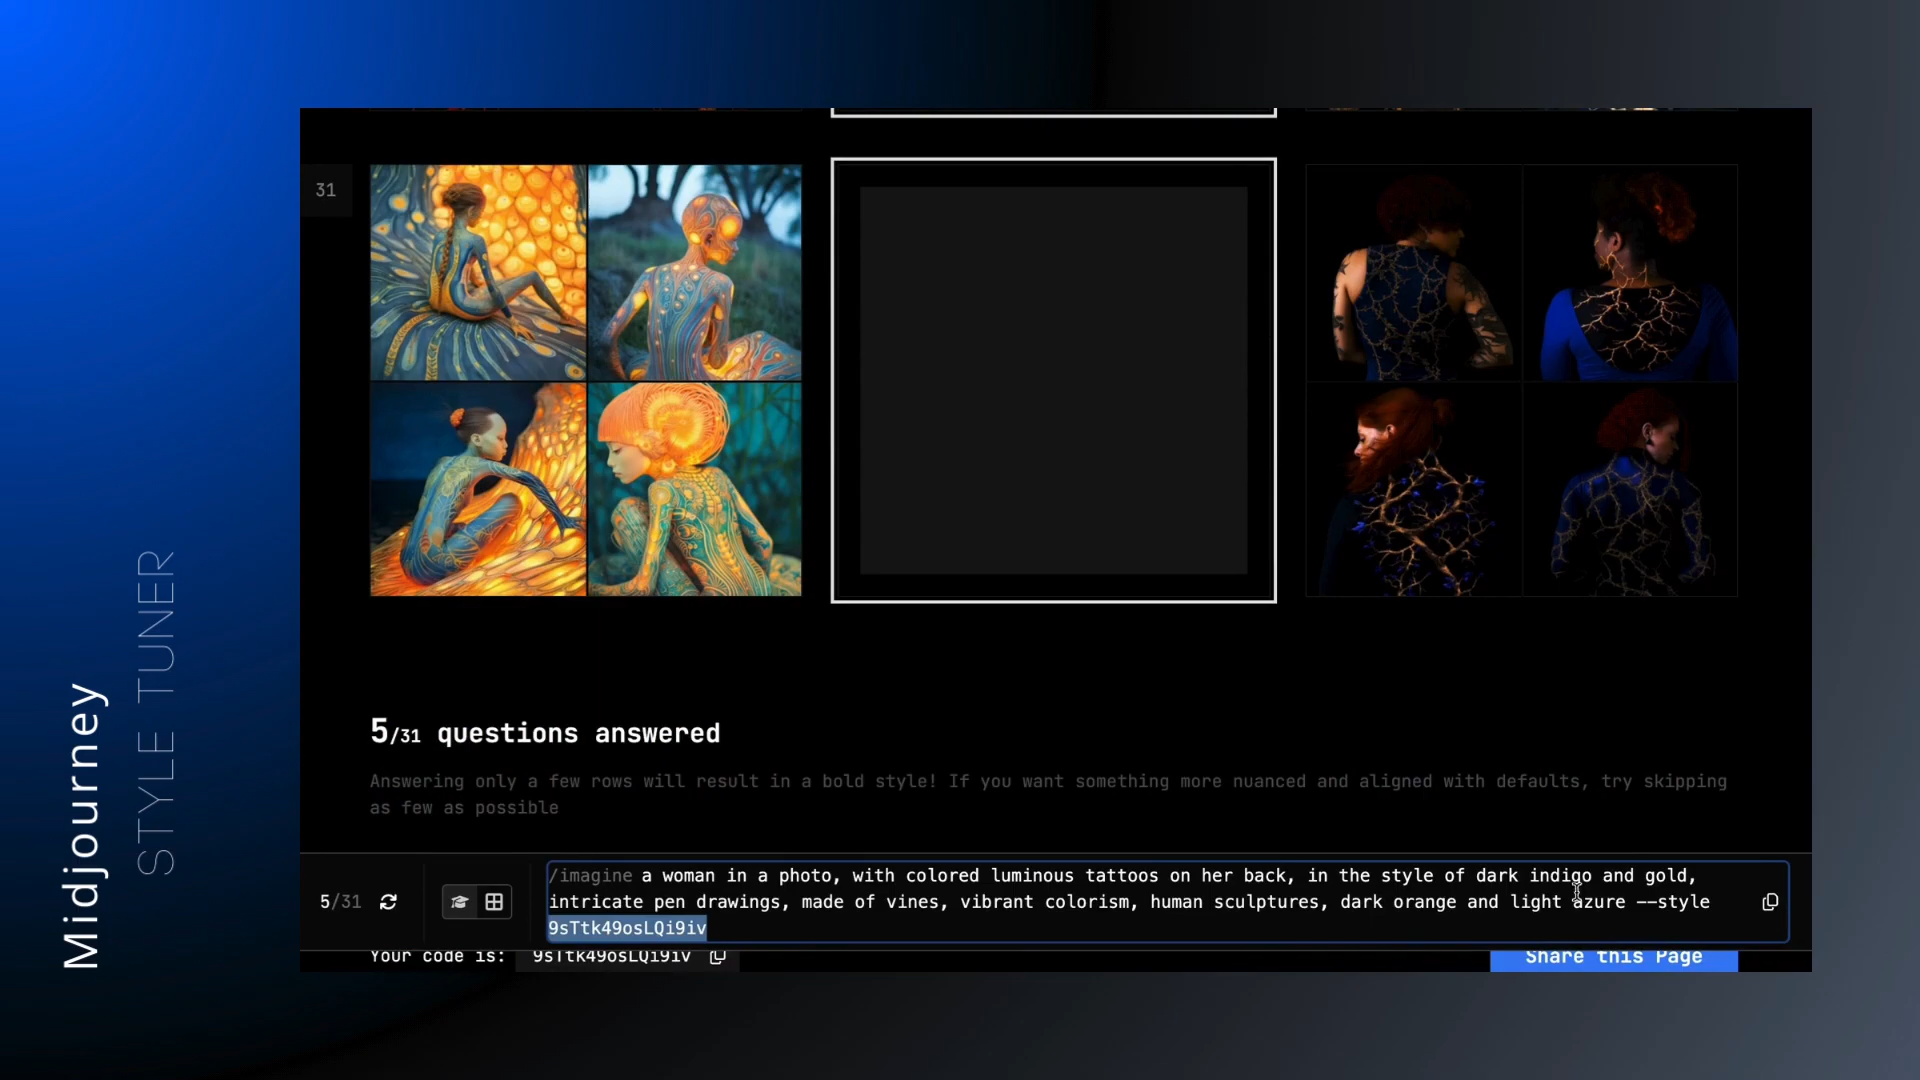 Midjourney
STYLE TUNER
31
5/31 questions answered
Answering only a few rows will result in a bold style! If you want something more nuanced and aligned with defaults, try skipping
as few as possible
5/31
/imagine a woman in a photo, with colored luminous tattoos on her back, in the style of dark indigo and gold,
intricate pen drawings, made of vines, vibrant colorism, human sculptures, dark orange and light azure --style
9sTtk49osLQi9iv
Your code is: 9sTtk49osLQi9iv
Share this Page